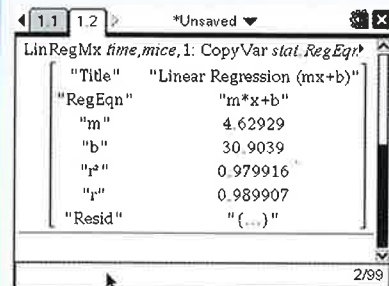 1.1 1.2 *Unsaved
LinRegMx time,mice,1: CopyVar stat.RegEqn
"Title" "Linear Regression (mx+b)"
"RegEqn" "m*x+b"
"m" 4.62929
"b" 30.9039
"r²" 0.979916
"r" 0.989907
"Resid" "{...}"
2/99